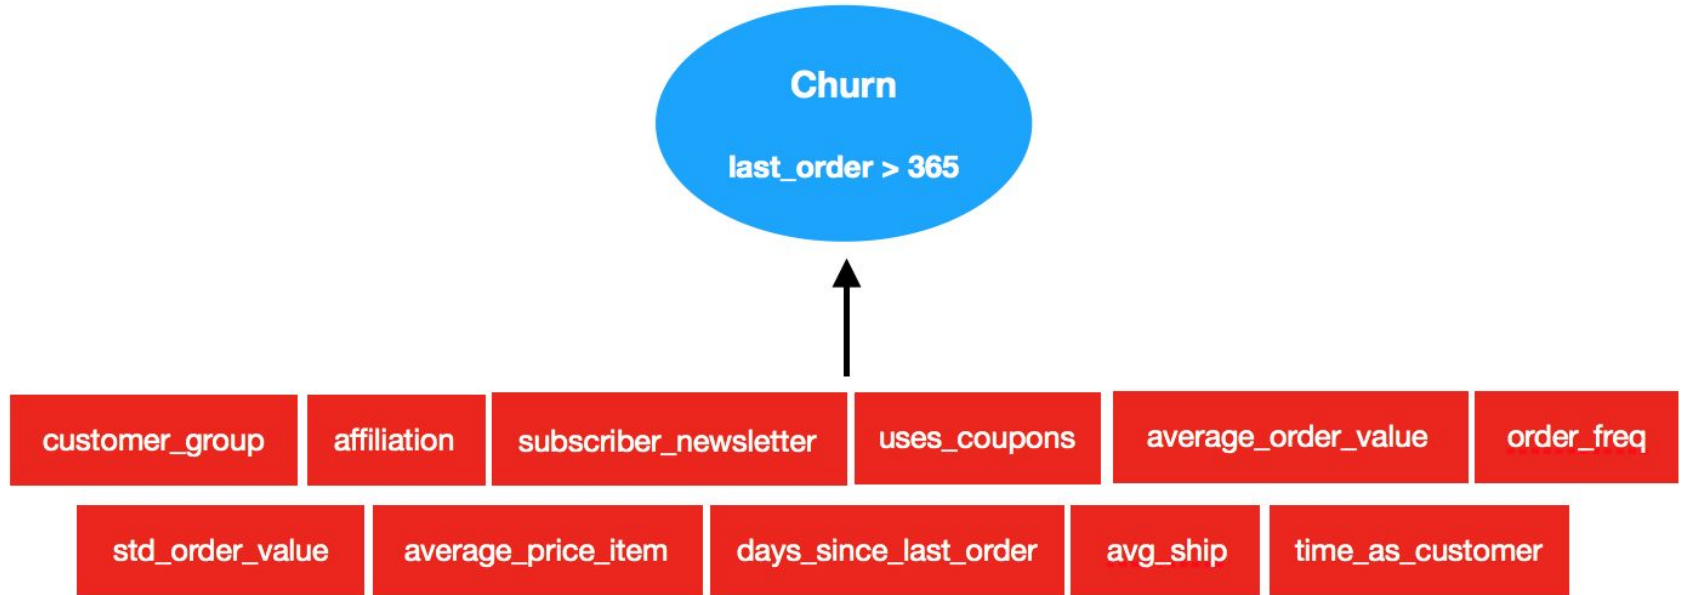 Churn
last_order > 365
customer_group
affiliation
subscriber_newsletter
uses_coupons
average_order_value
order_freq
std_order_value
average_price_item
days_since_last_order
avg_ship
time_as_customer